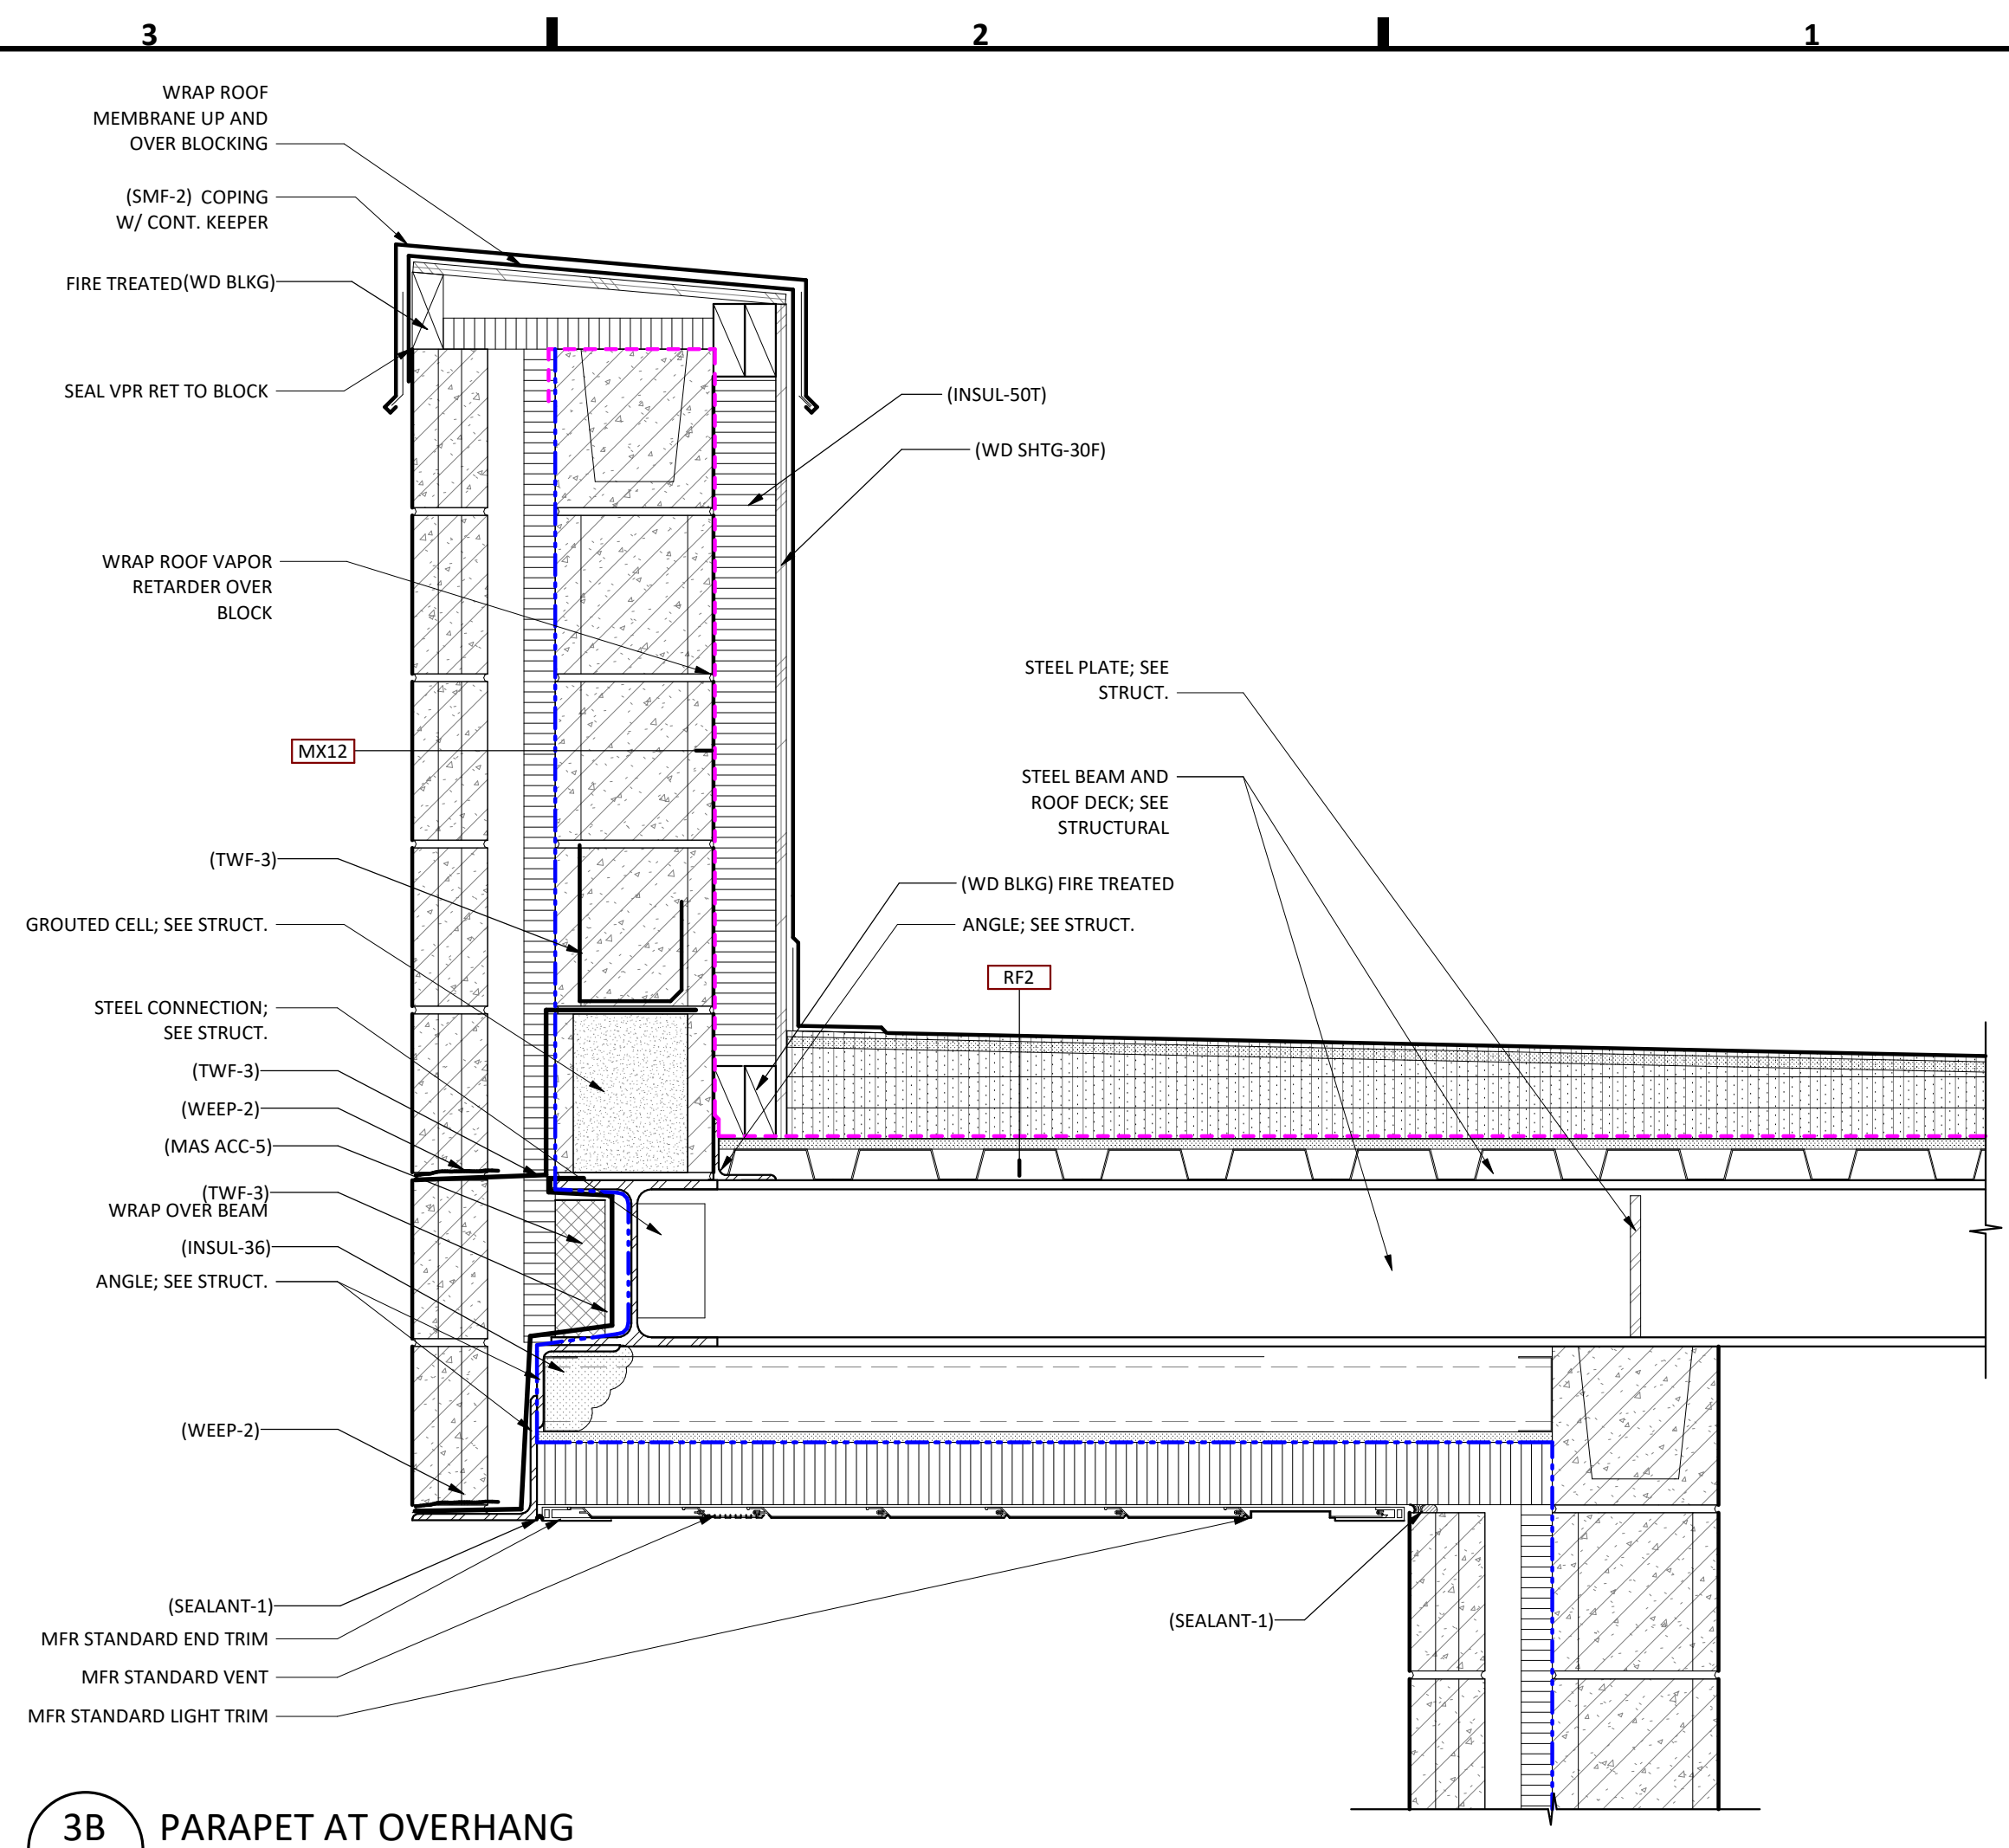 3
2
1
WRAP ROOF
MEMBRANE UP AND
OVER BLOCKING
(SMF-2) COPING
W/ CONT. KEEPER
FIRE TREATED(WD BLKG)
SEAL VPR RET TO BLOCK
(INSUL-50T)
(WD SHTG-30F)
WRAP ROOF VAPOR
RETARDER OVER
BLOCK
STEEL PLATE; SEE
STRUCT.
MX12
STEEL BEAM AND
ROOF DECK; SEE
STRUCTURAL
(TWF-3)
(WD BLKG) FIRE TREATED
GROUTED CELL; SEE STRUCT.
ANGLE; SEE STRUCT.
RF2
STEEL CONNECTION;
SEE STRUCT.
(TWF-3)
(WEEP-2)
(MAS ACC-5)
(TWF-3)
WRAP OVER BEAM
(INSUL-36)
ANGLE; SEE STRUCT.
(WEEP-2)
(SEALANT-1)
(SEALANT-1)
MFR STANDARD END TRIM
MFR STANDARD VENT
MFR STANDARD LIGHT TRIM
3B
PARAPET AT OVERHANG